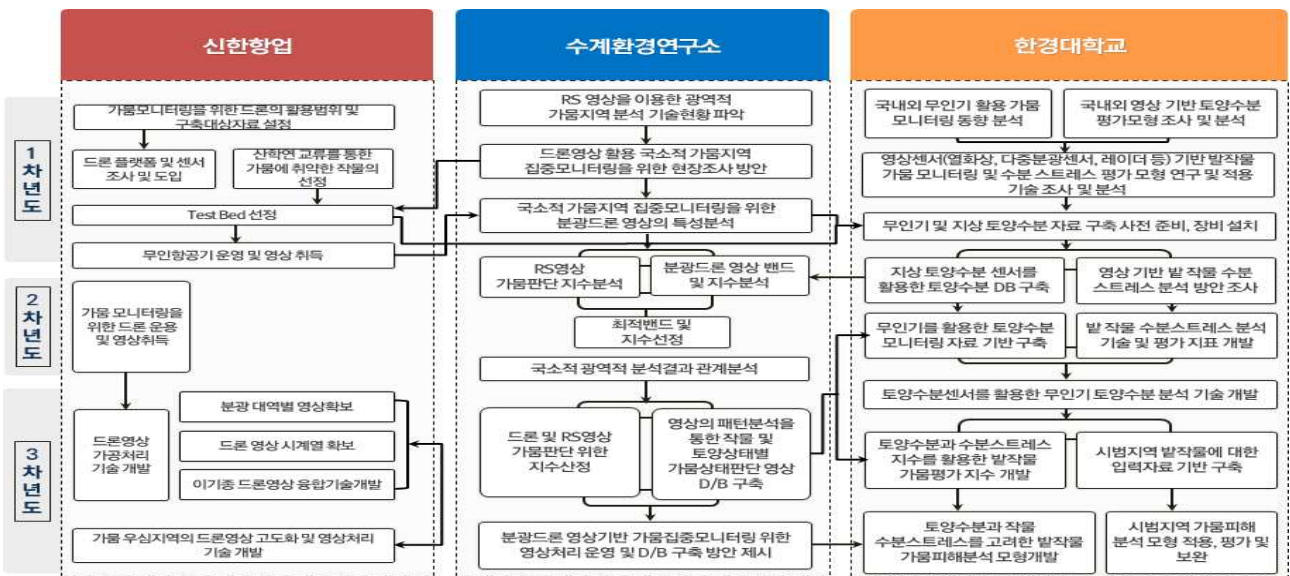 신한항업
수계환경연구소
한경대학교
1
차
년
도
2
차
년
도
3
차
년
도
가뭄모니터링을 위한 드론의 활용범위 및
구축대상자료 설정
드론 플랫폼 및 센서
조사 및 도입
산학연 교류를 통한
가뭄에 취약한 작물의
선정
Test Bed 선정
무인항공기 운영 및 영상 취득
가뭄 모니터링을
위한 드론 운용
및 영상취득
드론영상
가공처리
기술 개발
분광 대역별 영상확보
드론 영상 시계열 확보
이기종 드론영상 융합기술개발
가뭄 우심지역의 드론영상 고도화 및 영상처리
기술 개발
RS 영상을 이용한 광역적
가뭄지역 분석 기술현황 파악
드론영상 활용 국소적 가뭄지역
집중모니터링을 위한 현장조사 방안
국소적 가뭄지역 집중모니터링을 위한
분광드론 영상의 특성분석
RS영상
가뭄판단 지수분석
분광드론 영상 밴드
및 지수분석
최적밴드 및
지수선정
국소적 광역적 분석결과 관계분석
드론 및 RS영상
가뭄판단 위한
지수산정
영상의 패턴분석을
통한 작물 및
토양상태별
가뭄상태판단 영상
D/B 구축
분광드론 영상기반 가뭄집중모니터링 위한
영상처리 운영 및 D/B 구축 방안 제시
국내외 무인기 활용 가뭄
모니터링 동향 분석
국내외 영상 기반 토양수분
평가모형 조사 및 분석
영상센서(열화상, 다중분광센서, 레이더 등) 기반 밭작물
가뭄 모니터링 및 수분 스트레스 평가 모형 연구 및 적용
기술 조사 및 분석
무인기 및 지상 토양수분 자료 구축 사전 준비, 장비 설치
지상 토양수분 센서를
활용한 토양수분 DB 구축
영상 기반 밭 작물 수분
스트레스 분석 방안 조사
무인기를 활용한 토양수분
모니터링 자료 기반 구축
밭 작물 수분스트레스 분석
기술 및 평가 지표 개발
토양수분센서를 활용한 무인기 토양수분 분석 기술 개발
토양수분과 수분스트레스
지수를 활용한 밭작물
가뭄평가 지수 개발
시범지역 밭작물에 대한
입력자료 기반 구축
토양수분과 작물
수분스트레스를 고려한 밭작물
가뭄피해분석 모형개발
시범지역 가뭄피해
분석 모형 적용, 평가 및
보완